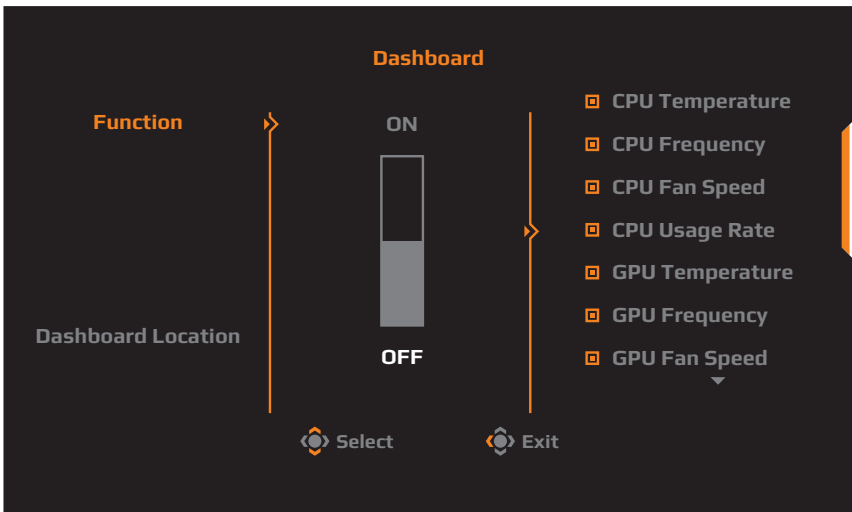 Dashboard
Function
Dashboard Location
ON
OFF
CPU Temperature
CPU Frequency
CPU Fan Speed
CPU Usage Rate
GPU Temperature
GPU Frequency
GPU Fan Speed
Select
Exit